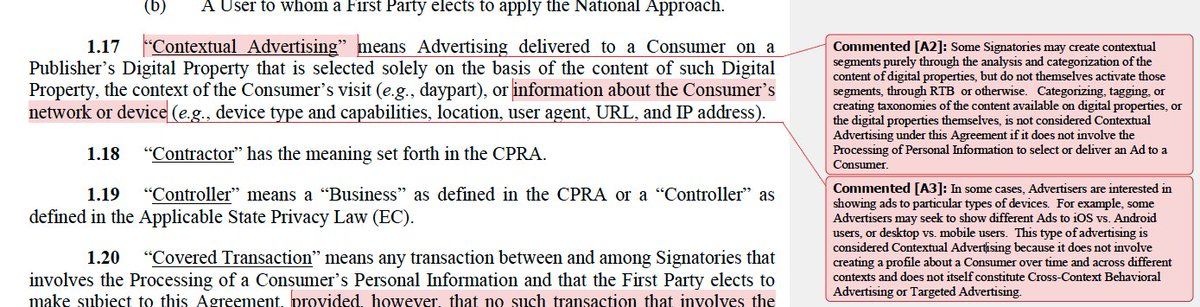 (b) A User to whom a First Party elects to apply the National Approach.
1.17 “Contextual Advertising” means Advertising delivered to a Consumer on a
Publisher’s Digital Property that is selected solely on the basis of the content of such Digital
Property, the context of the Consumer’s visit (e.g., daypart), or information about the Consumer’s
network or device (e.g., device type and capabilities, location, user agent, URL, and IP address).
1.18 “Contractor” has the meaning set forth in the CPRA.
1.19 “Controller” means a “Business” as defined in the CPRA or a “Controller” as
defined in the Applicable State Privacy Law (EC).
1.20 “Covered Transaction” means any transaction between and among Signatories that
involves the Processing of a Consumer’s Personal Information and that the First Party elects to
make subject to this Agreement, provided, however, that no such transaction that involves the
Commented [A2]: Some Signatories may create contextual
segments purely through the analysis and categorization of the
content of digital properties, but do not themselves activate those
segments, through RTB or otherwise. Categorizing, tagging, or
creating taxonomies of the content available on digital properties, or
the digital properties themselves, is not considered Contextual
Advertising under this Agreement if it does not involve the
Processing of Personal Information to select or deliver an Ad to a
Consumer.
Commented [A3]: In some cases, Advertisers are interested in
showing ads to particular types of devices. For example, some
Advertisers may seek to show different Ads to iOS vs. Android
users, or desktop vs. mobile users. This type of advertising is
considered Contextual Advertising because it does not involve
creating a profile about a Consumer over time and across different
contexts and does not itself constitute Cross-Context Behavioral
Advertising or Targeted Advertising.